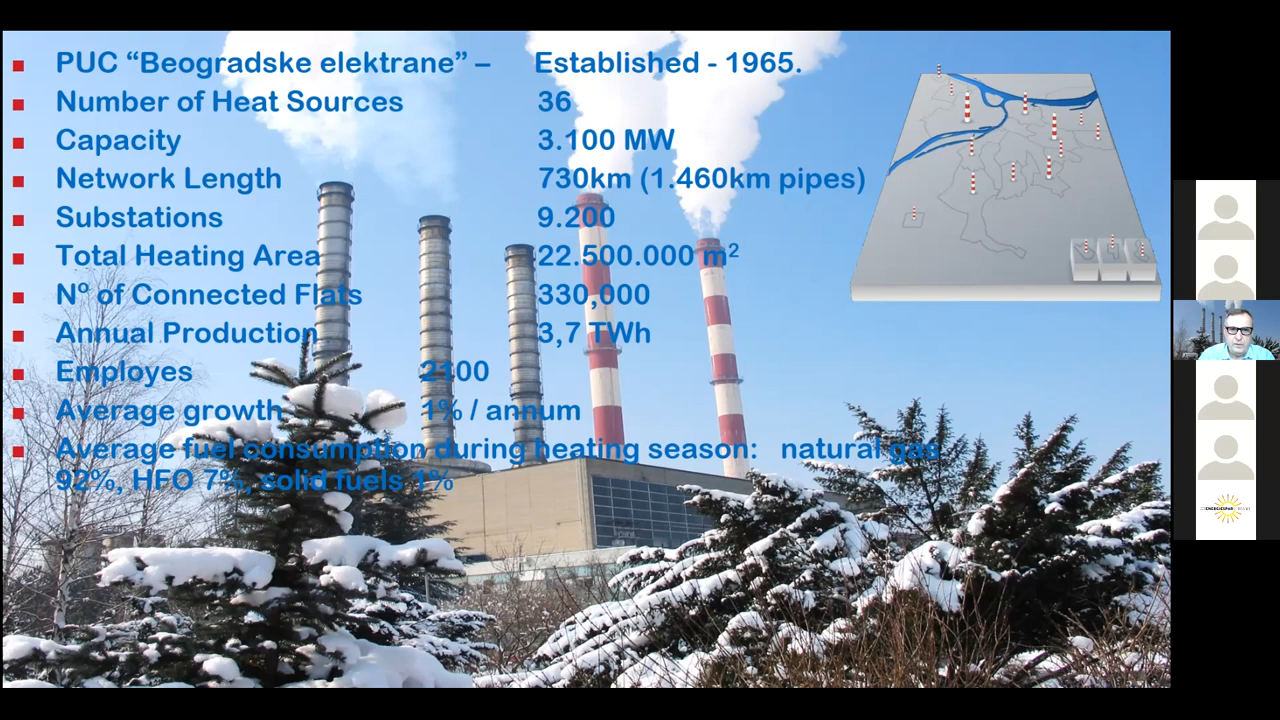 PUC “Beogradske elektrane” – Established - 1965.
Number of Heat Sources 36
Capacity 3.100 MW
Network Length 730km (1.460km pipes)
Substations 9.200
Total Heating Area 22.500.000 m²
Nº of Connected Flats 330,000
Annual Production 3,7 TWh
Employes 2100
Average growth 1% / annum
Average fuel consumption during heating season: natural gas
92%, HFO 7%, solid fuels 1%